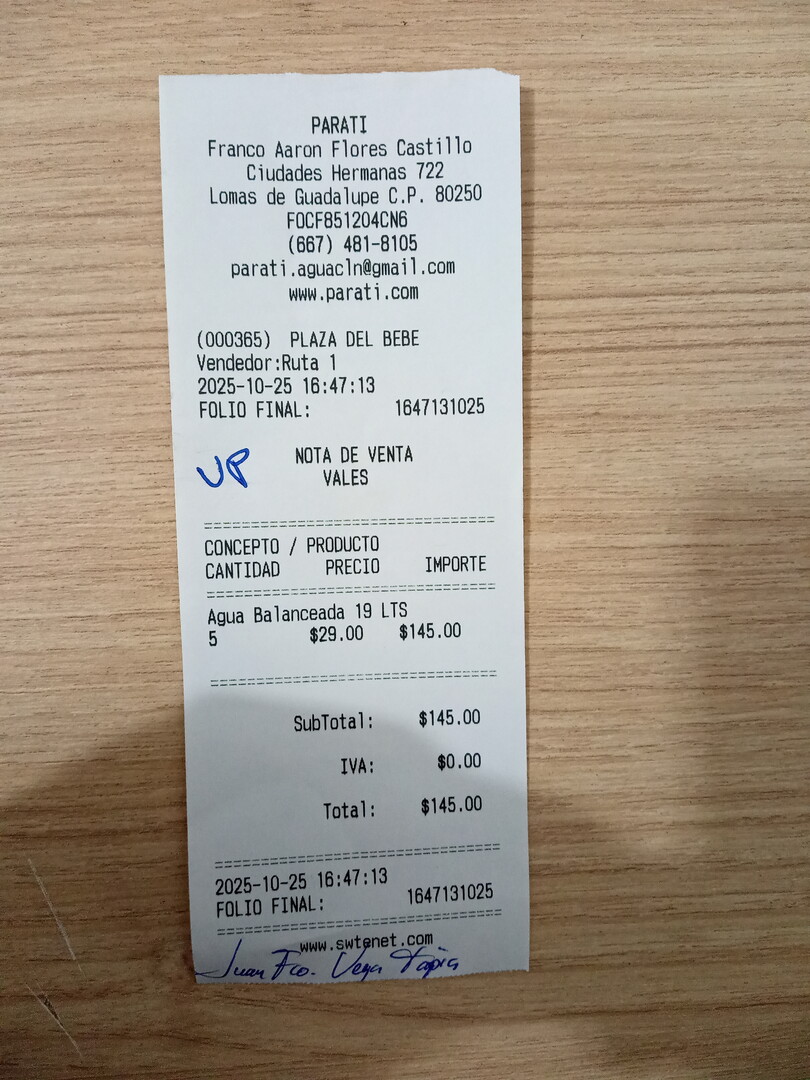 PARATI
Franco Aaron Flores Castillo
Ciudades Hermanas 722
Lomas de Guadalupe C.P. 80250
FOCF851204CN6
(667) 481-8105
parati.aguacln@gmail.com
www.parati.com
(000365) PLAZA DEL BEBE
Vendedor:Ruta 1
2025-10-25 16:47:13
FOLIO FINAL: 1647131025
NOTA DE VENTA
VP VALES
================================
CONCEPTO / PRODUCTO
CANTIDAD PRECIO IMPORTE
================================
Agua Balanceada 19 LTS
5 $29.00 $145.00
================================
SubTotal: $145.00
IVA: $0.00
Total: $145.00
================================
2025-10-25 16:47:13
FOLIO FINAL: 1647131025
================================
www.swtenet.com
Juan Fco. Vega Tapia